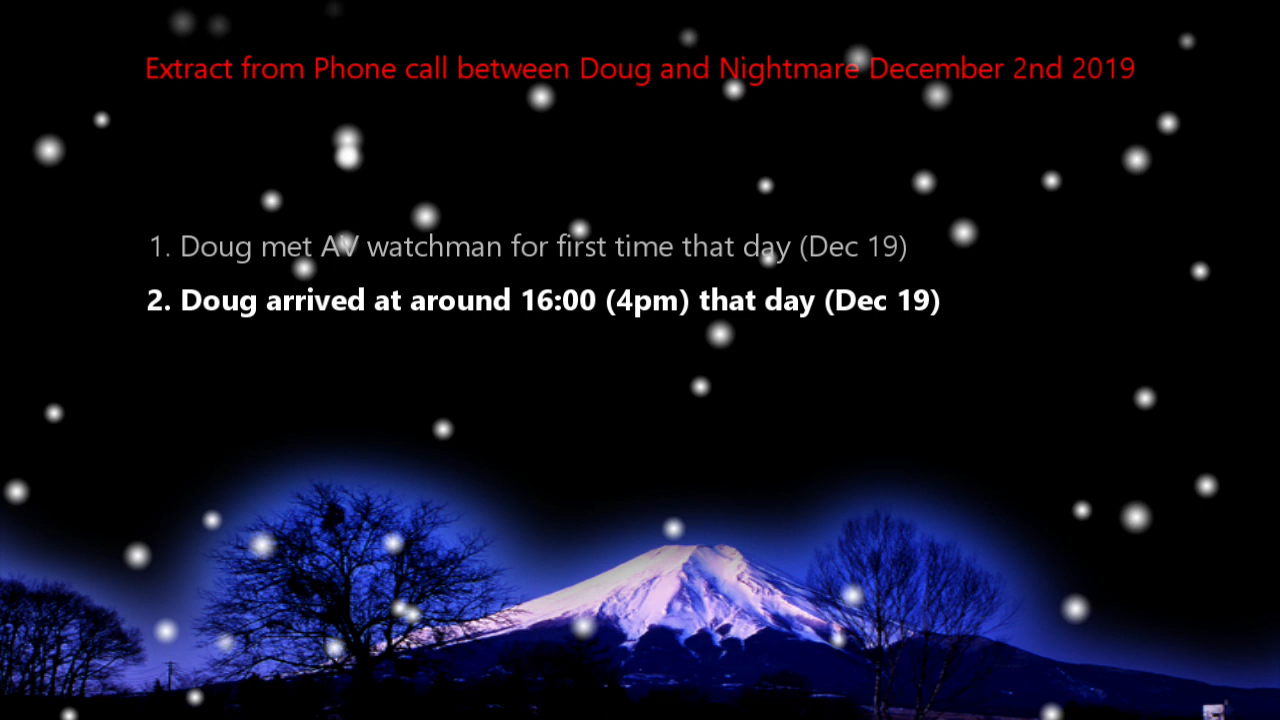 Extract from Phone call between Doug and Nightmare December 2nd 2019
1. Doug met AV watchman for first time that day (Dec 19)
2. Doug arrived at around 16:00 (4pm) that day (Dec 19)